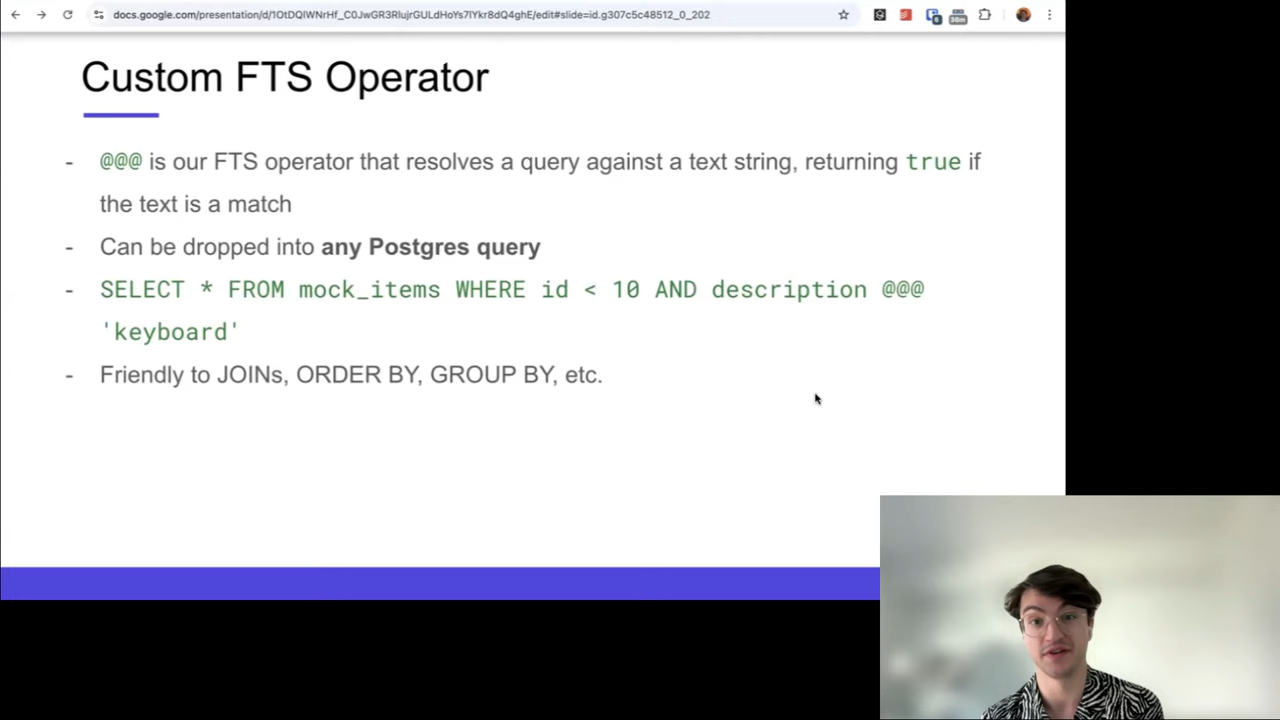 docs.google.com/presentation/d/1OtDQIWNrHf_C0JwGR3RlujrGULdHoYs7lYkr8dQ4ghE/edit#slide=id.g307c5c48512_0_202
Custom FTS Operator
- @@@ is our FTS operator that resolves a query against a text string, returning true if
the text is a match
- Can be dropped into any Postgres query
- SELECT * FROM mock_items WHERE id < 10 AND description @@@
'keyboard'
- Friendly to JOINs, ORDER BY, GROUP BY, etc.